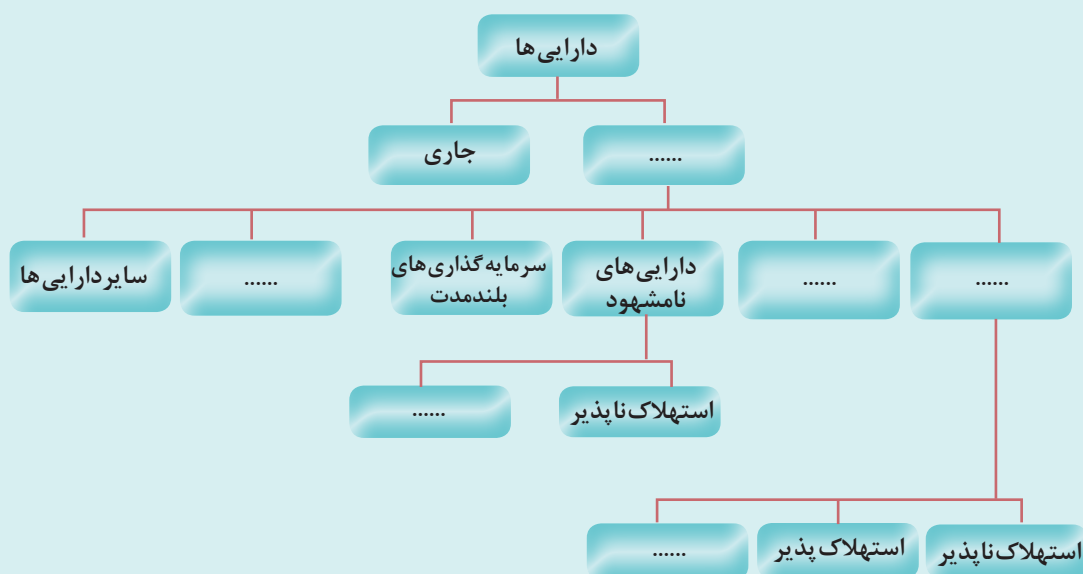 دارایی‌ها
......
جاری
......
......
دارایی‌های
نامشهود
سرمایه‌گذاری‌های
بلندمدت
......
سایردارایی‌ها
استهلاک‌ناپذیر
......
استهلاک‌ناپذیر
استهلاک‌پذیر
......